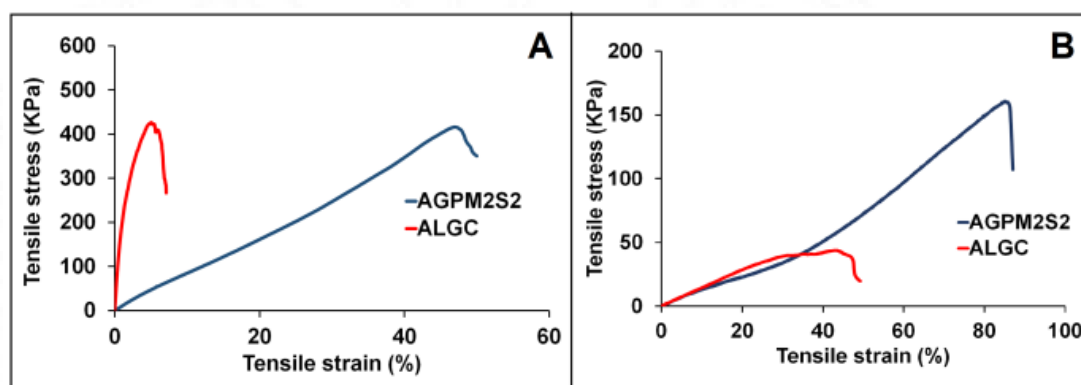 A
Tensile stress (KPa)
600
500
400
300
200
100
0
AGPM2S2
ALGC
0 20 40 60
Tensile strain (%)
B
Tensile stress (KPa)
200
150
100
50
0
AGPM2S2
ALGC
0 20 40 60 80 100
Tensile strain (%)